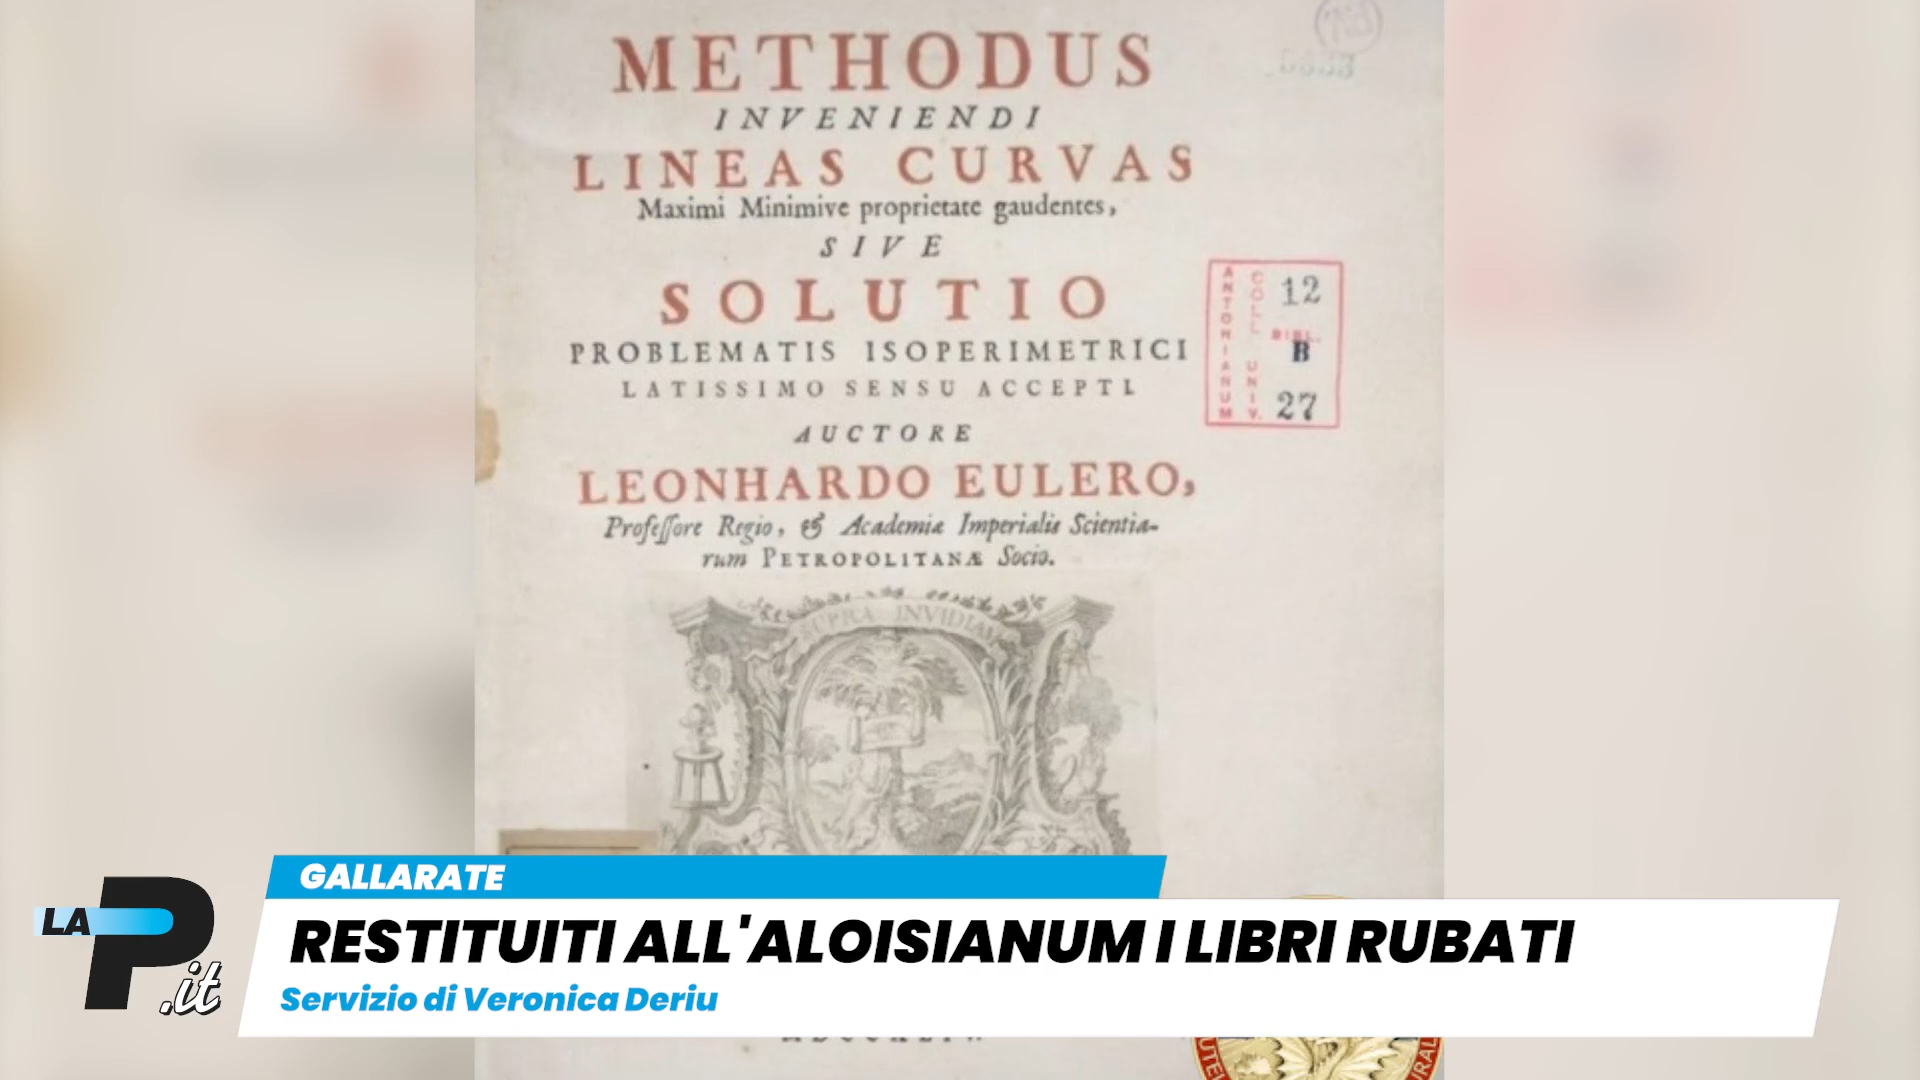 METHODUS
INVENIENDI
LINEAS CURVAS
Maximi Minimive proprietate gaudentes,
SIVE
SOLUTIO
PROBLEMATIS ISOPERIMETRICI
LATISSIMO SENSU ACCEPTI.
AUCTORE
LEONHARDO EULERO,
Professore Regio, & Academiæ Imperialis Scientia-
rum PETROPOLITANÆ Socio.
SUPRA INVIDIAM
ANTONIANUM
COLL. UNIV.
BIBL.
12
B
27
GALLARATE
RESTITUITI ALL'ALOISIANUM I LIBRI RUBATI
Servizio di Veronica Deriu
LA P.it